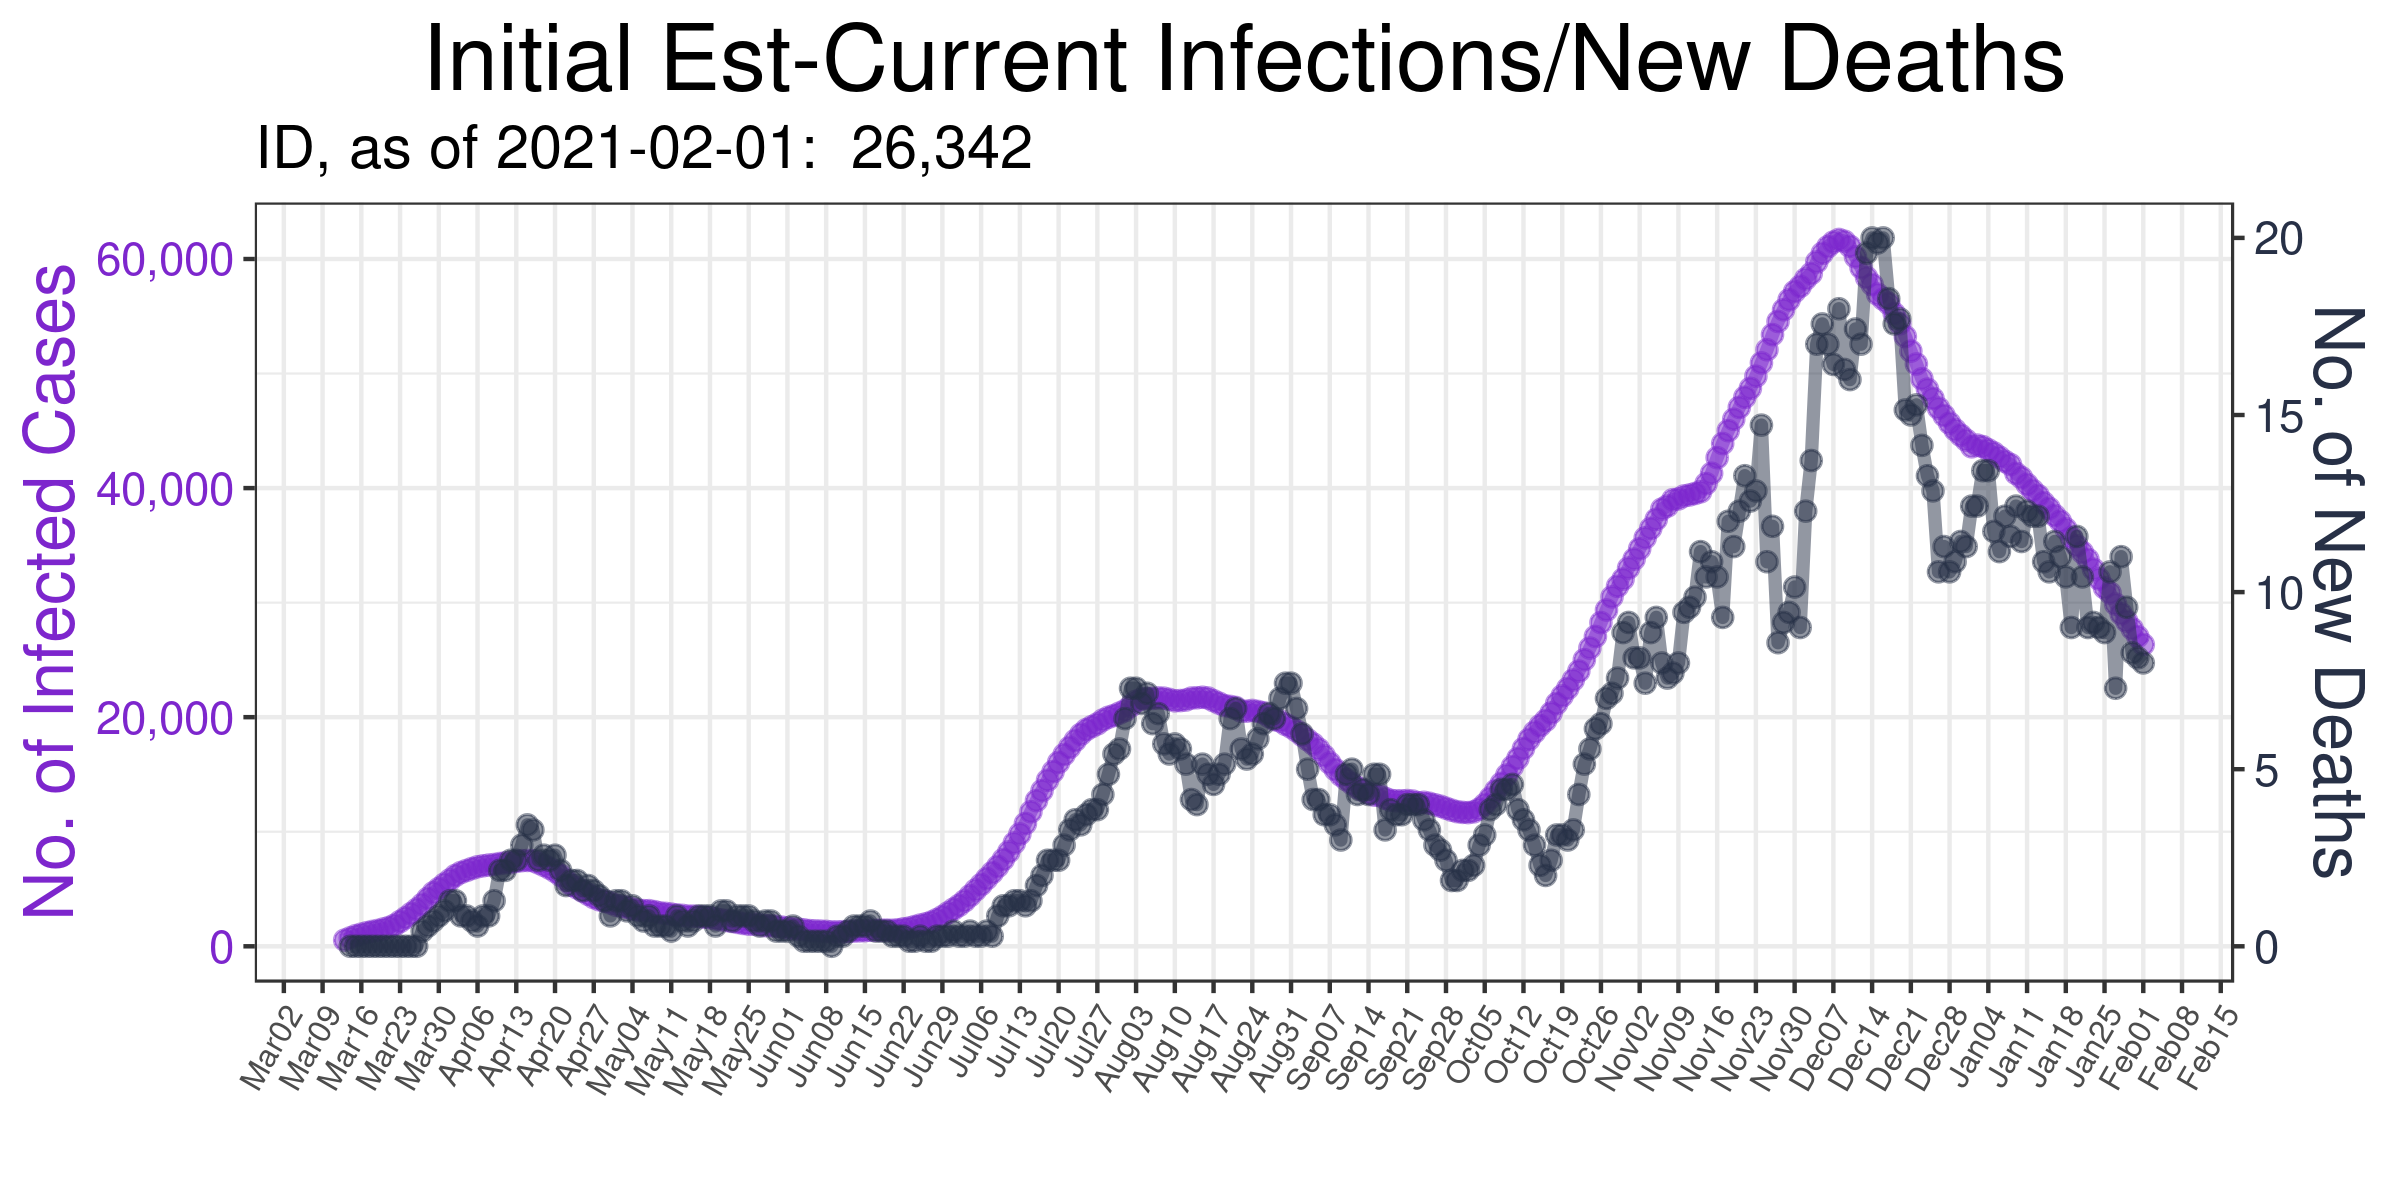 Initial Est-Current Infections/New Deaths
ID, as of 2021-02-01: 26,342
No. of Infected Cases
60,000
40,000
20,000
0
20
15
10
5
0
No. of New Deaths
Mar02
Mar09
Mar16
Mar23
Mar30
Apr06
Apr13
Apr20
Apr27
May04
May11
May18
May25
Jun01
Jun08
Jun15
Jun22
Jun29
Jul06
Jul13
Jul20
Jul27
Aug03
Aug10
Aug17
Aug24
Aug31
Sep07
Sep14
Sep21
Sep28
Oct05
Oct12
Oct19
Oct26
Nov02
Nov09
Nov16
Nov23
Nov30
Dec07
Dec14
Dec21
Dec28
Jan04
Jan11
Jan18
Jan25
Feb01
Feb08
Feb15